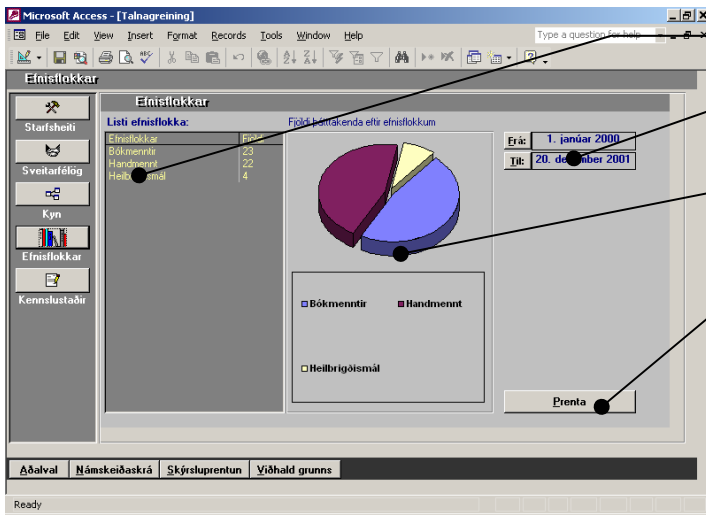 Microsoft Access - [Talnagreining]
File Edit View Insert Format Records Tools Window Help
Type a question for help
Efnisflokkar
Starfsheiti
Sveitarfélög
Kyn
Efnisflokkar
Kennslustaðir
Efnisflokkar
Listi efnisflokka:
Efnisflokkar Fjöldi
Bókmenntir 23
Handmennt 22
4
Fjöldi þátttakenda eftir efnisflokkum
Bókmenntir Handmennt
Heilbrigðismál
Frá: 1. janúar 2000
Til: 20. 2001
Prenta
Aðalval Námskeiðaskrá Skýrsluprentun Viðhald grunns
Ready